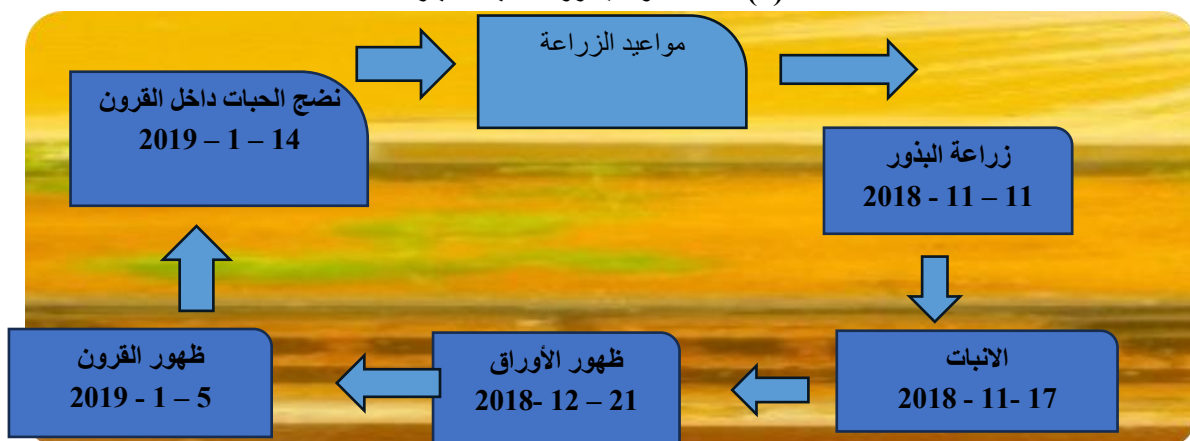 (
)
مواعيد الزراعة
زراعة البذور
11 – 11 - 2018
الانبات
17 -11 - 2018
ظهور الأوراق
21 – 12 -2018
ظهور القرون
5 – 1 - 2019
نضج الحبات داخل القرون
14 – 1 – 2019